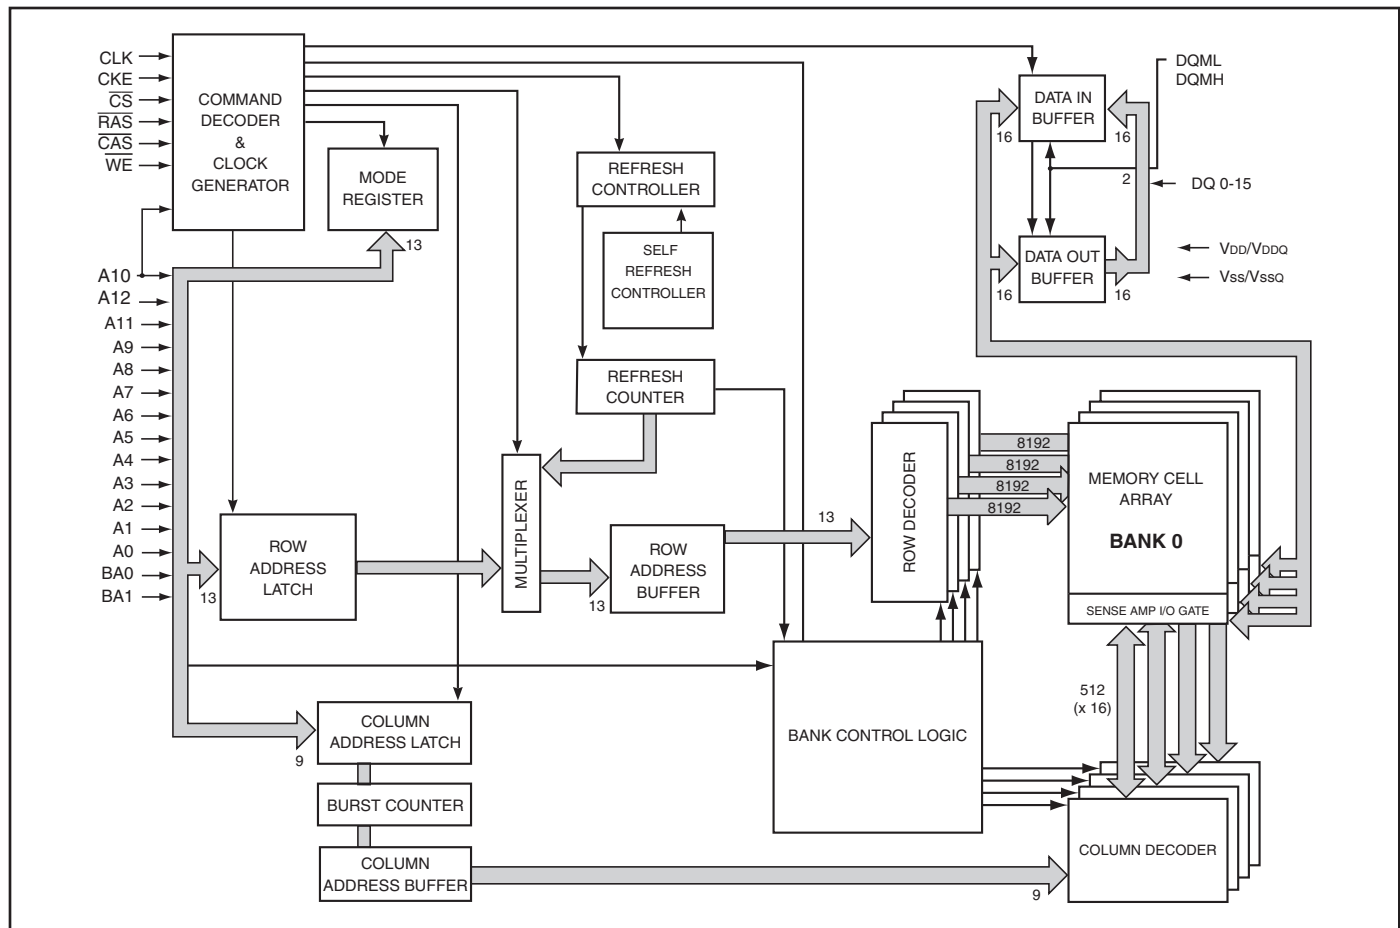 CLK
CKE
CS
RAS
CAS
WE
A10
A12
A11
A9
A8
A7
A6
A5
A4
A3
A2
A1
A0
BA0
BA1
COMMAND
DECODER
&
CLOCK
GENERATOR
MODE
REGISTER
13
REFRESH
CONTROLLER
SELF
REFRESH
CONTROLLER
REFRESH
COUNTER
DATA IN
BUFFER
16
16
DQML
DQMH
2
DQ 0-15
DATA OUT
BUFFER
16
16
VDD/VDDQ
Vss/VssQ
13
ROW
ADDRESS
LATCH
MULTIPLEXER
13
ROW
ADDRESS
BUFFER
13
ROW DECODER
8192
8192
8192
8192
MEMORY CELL
ARRAY
BANK 0
SENSE AMP I/O GATE
512
(x 16)
BANK CONTROL LOGIC
9
COLUMN
ADDRESS LATCH
BURST COUNTER
COLUMN
ADDRESS BUFFER
9
COLUMN DECODER